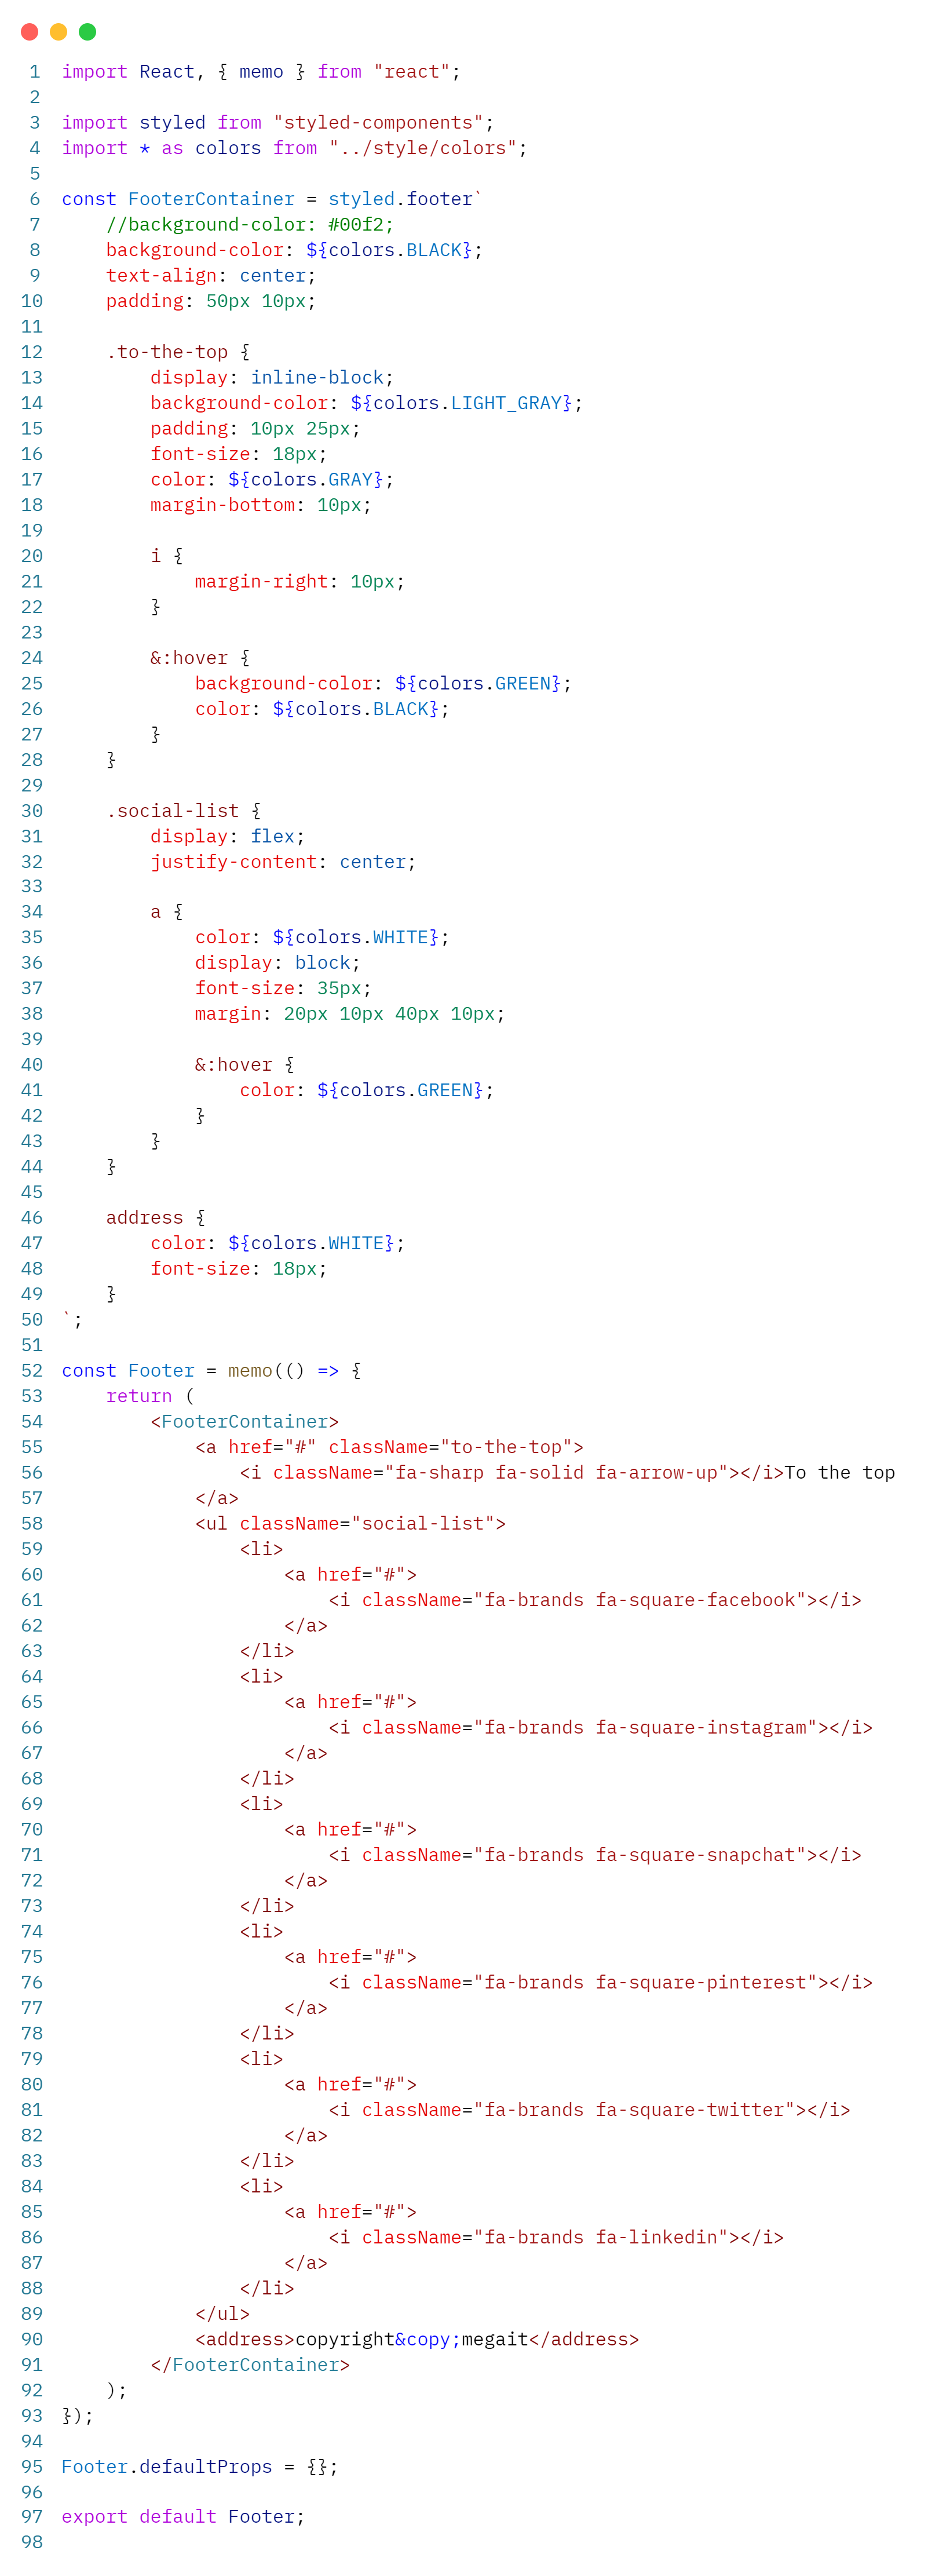 1 import React, { memo } from "react";
2
3 import styled from "styled-components";
4 import * as colors from "../style/colors";
5
6 const FooterContainer = styled.footer`
7     //background-color: #00f2;
8     background-color: ${colors.BLACK};
9     text-align: center;
10     padding: 50px 10px;
11
12     .to-the-top {
13         display: inline-block;
14         background-color: ${colors.LIGHT_GRAY};
15         padding: 10px 25px;
16         font-size: 18px;
17         color: ${colors.GRAY};
18         margin-bottom: 10px;
19
20         i {
21             margin-right: 10px;
22         }
23
24         &:hover {
25             background-color: ${colors.GREEN};
26             color: ${colors.BLACK};
27         }
28     }
29
30     .social-list {
31         display: flex;
32         justify-content: center;
33
34         a {
35             color: ${colors.WHITE};
36             display: block;
37             font-size: 35px;
38             margin: 20px 10px 40px 10px;
39
40             &:hover {
41                 color: ${colors.GREEN};
42             }
43         }
44     }
45
46     address {
47         color: ${colors.WHITE};
48         font-size: 18px;
49     }
50 `;
51
52 const Footer = memo(() => {
53     return (
54         <FooterContainer>
55             <a href="#" className="to-the-top">
56                 <i className="fa-sharp fa-solid fa-arrow-up"></i>To the top
57             </a>
58             <ul className="social-list">
59                 <li>
60                     <a href="#">
61                         <i className="fa-brands fa-square-facebook"></i>
62                     </a>
63                 </li>
64                 <li>
65                     <a href="#">
66                         <i className="fa-brands fa-square-instagram"></i>
67                     </a>
68                 </li>
69                 <li>
70                     <a href="#">
71                         <i className="fa-brands fa-square-snapchat"></i>
72                     </a>
73                 </li>
74                 <li>
75                     <a href="#">
76                         <i className="fa-brands fa-square-pinterest"></i>
77                     </a>
78                 </li>
79                 <li>
80                     <a href="#">
81                         <i className="fa-brands fa-square-twitter"></i>
82                     </a>
83                 </li>
84                 <li>
85                     <a href="#">
86                         <i className="fa-brands fa-linkedin"></i>
87                     </a>
88                 </li>
89             </ul>
90             <address>copyright&copy;megait</address>
91         </FooterContainer>
92     );
93 });
94
95 Footer.defaultProps = {};
96
97 export default Footer;
98